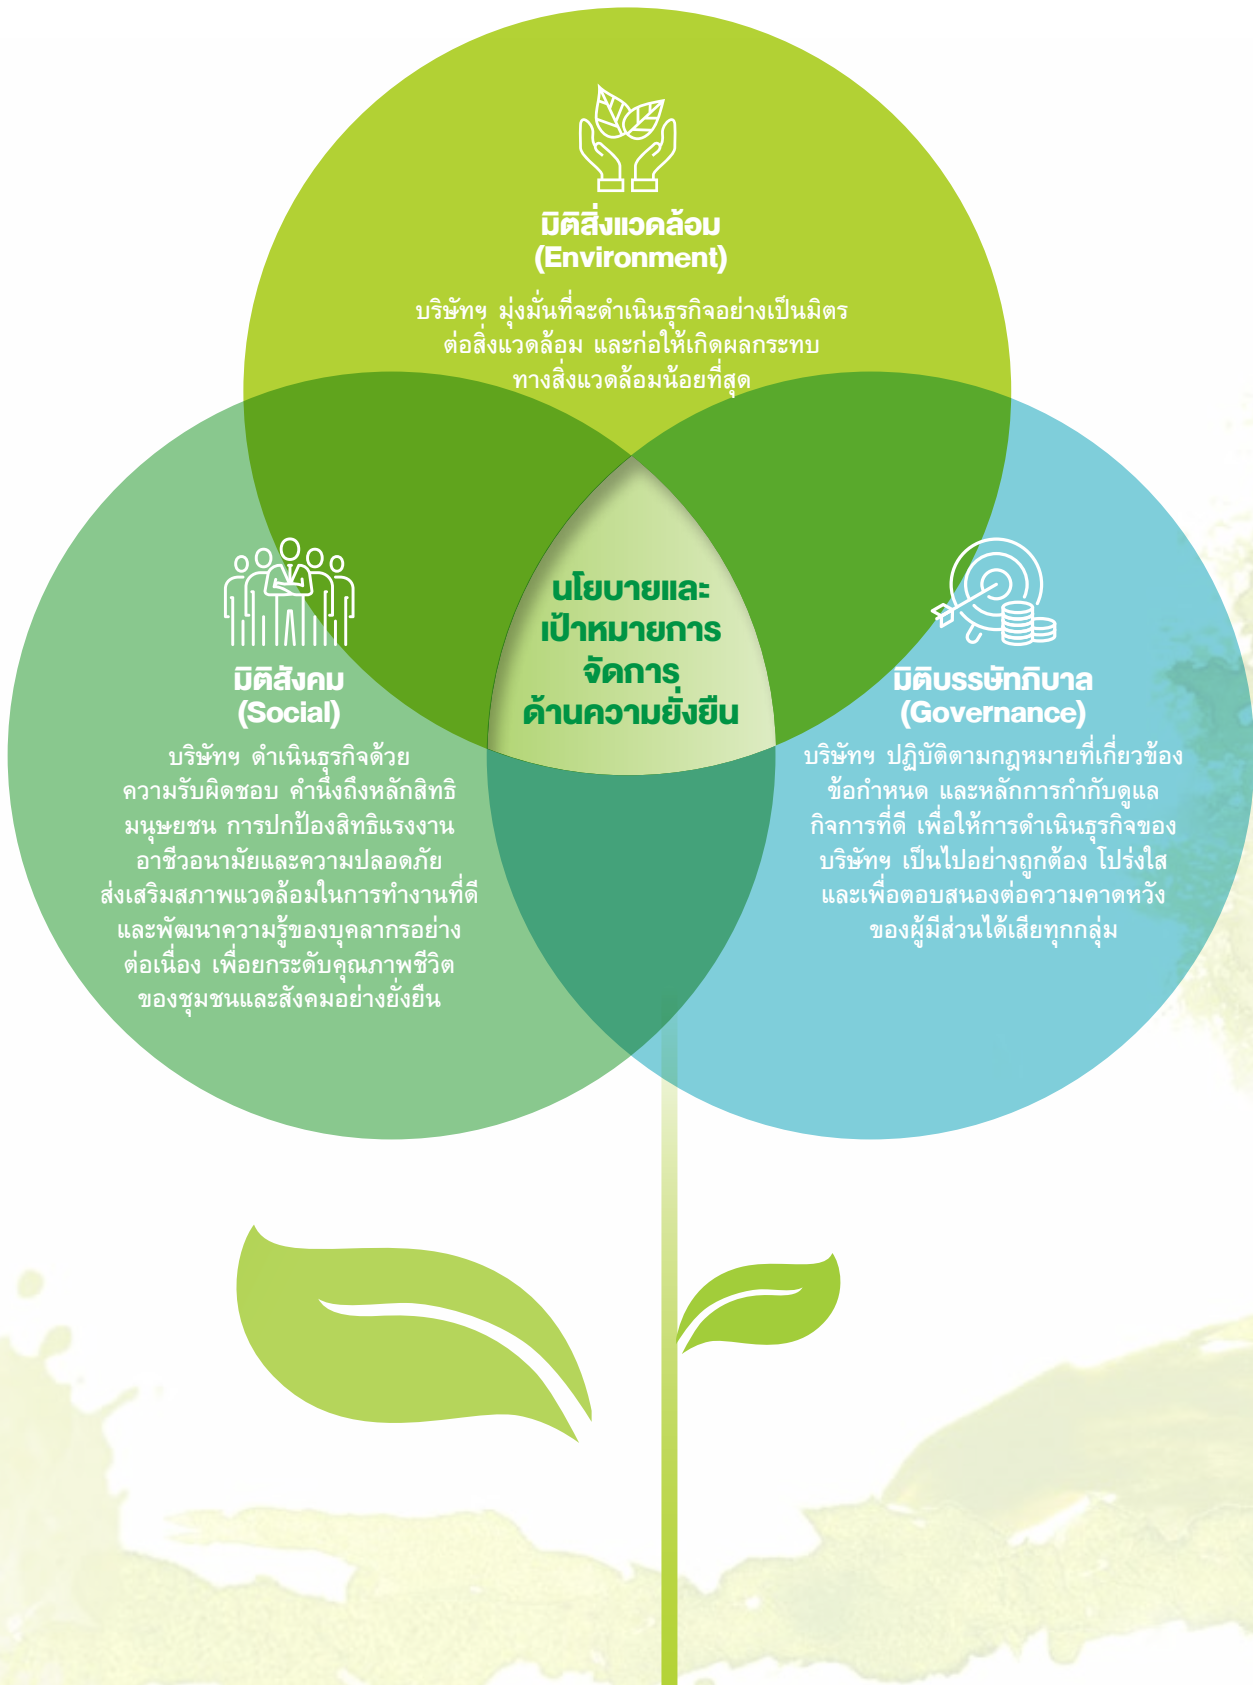 มิติสิ่งแวดล้อม
(Environment)
บริษัทฯ มุ่งมั่นที่จะดำเนินธุรกิจอย่างเป็นมิตร
ต่อสิ่งแวดล้อม และก่อให้เกิดผลกระทบ
ทางสิ่งแวดล้อมน้อยที่สุด
นโยบายและ
เป้าหมายการ
จัดการ
ด้านความยั่งยืน
มิติสังคม
(Social)
บริษัทฯ ดำเนินธุรกิจด้วย
ความรับผิดชอบ คำนึงถึงหลักสิทธิ
มนุษยชน การปกป้องสิทธิแรงงาน
อาชีวอนามัยและความปลอดภัย
ส่งเสริมสภาพแวดล้อมในการทำงานที่ดี
และพัฒนาความรู้ของบุคลากรอย่าง
ต่อเนื่อง เพื่อยกระดับคุณภาพชีวิต
ของชุมชนและสังคมอย่างยั่งยืน
มิติบรรษัทภิบาล
(Governance)
บริษัทฯ ปฏิบัติตามกฎหมายที่เกี่ยวข้อง
ข้อกำหนด และหลักการกำกับดูแล
กิจการที่ดี เพื่อให้การดำเนินธุรกิจของ
บริษัทฯ เป็นไปอย่างถูกต้อง โปร่งใส
และเพื่อตอบสนองต่อความคาดหวัง
ของผู้มีส่วนได้เสียทุกกลุ่ม